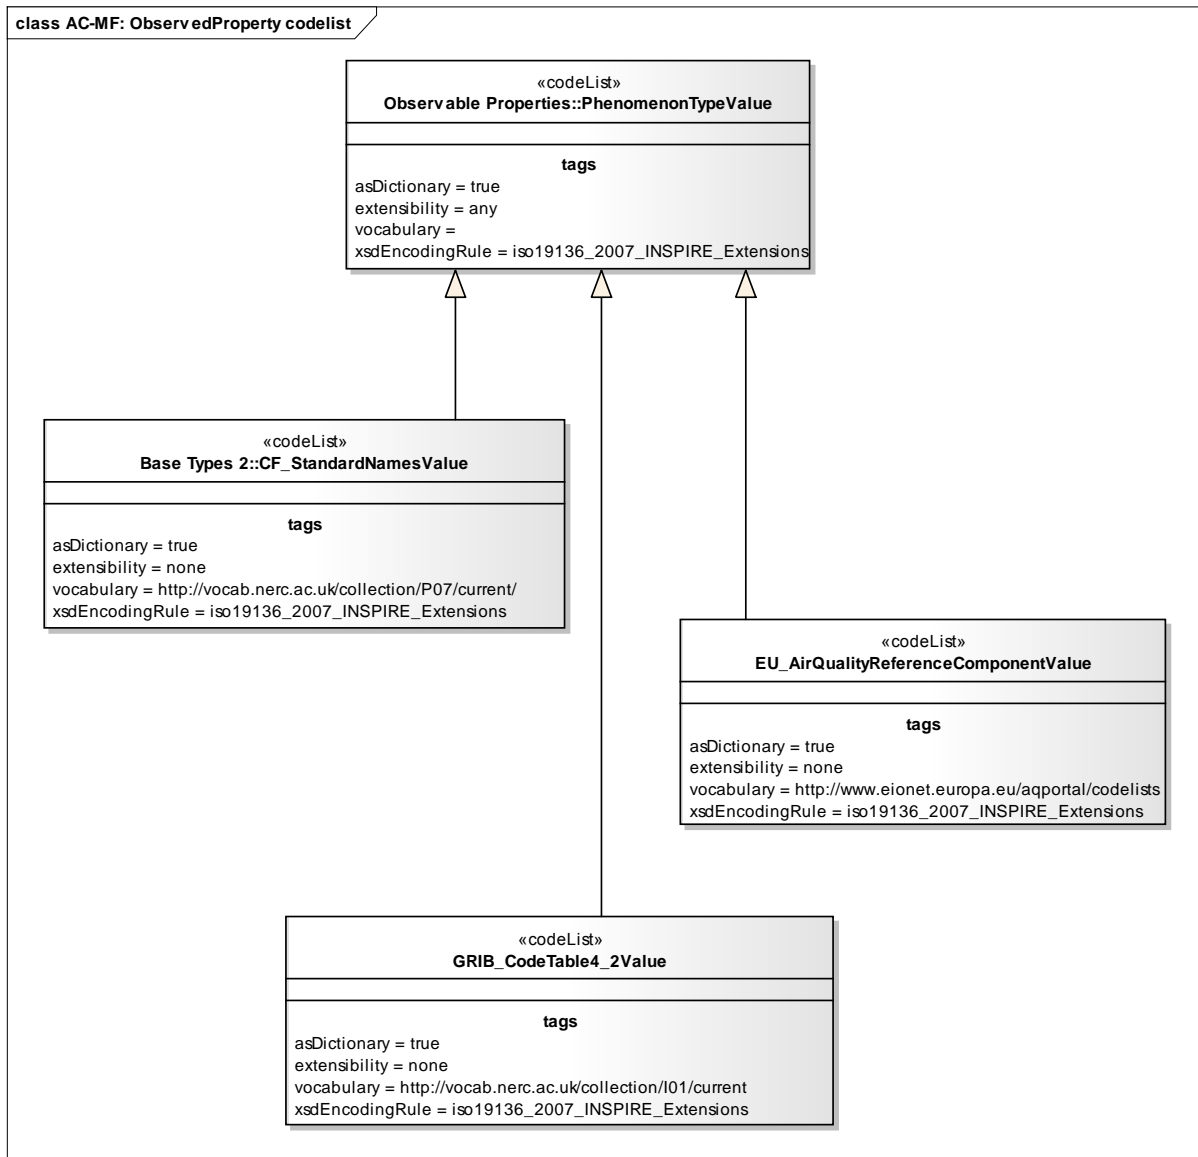 class AC-MF: ObservedProperty codelist
«codeList»
Observable Properties::PhenomenonTypeValue
tags
asDictionary = true
extensibility = any
vocabulary =
xsdEncodingRule = iso19136_2007_INSPIRE_Extensions
«codeList»
Base Types 2::CF_StandardNamesValue
tags
asDictionary = true
extensibility = none
vocabulary = http://vocab.nerc.ac.uk/collection/P07/current/
xsdEncodingRule = iso19136_2007_INSPIRE_Extensions
«codeList»
EU_AirQualityReferenceComponentValue
tags
asDictionary = true
extensibility = none
vocabulary = http://www.eionet.europa.eu/aqportal/codelists
xsdEncodingRule = iso19136_2007_INSPIRE_Extensions
«codeList»
GRIB_CodeTable4_2Value
tags
asDictionary = true
extensibility = none
vocabulary = http://vocab.nerc.ac.uk/collection/I01/current
xsdEncodingRule = iso19136_2007_INSPIRE_Extensions